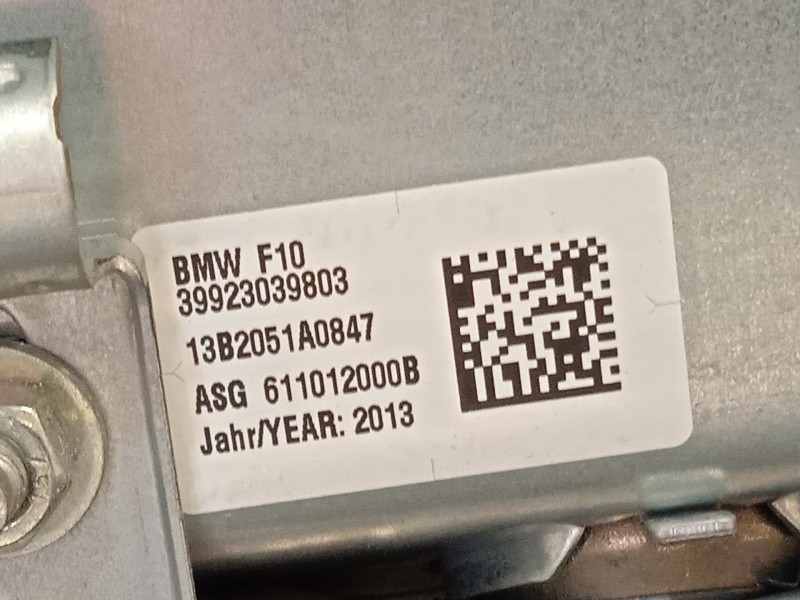 BMW F10
39923039803
13B2051A0847
ASG 611012000B
Jahr/YEAR: 2013